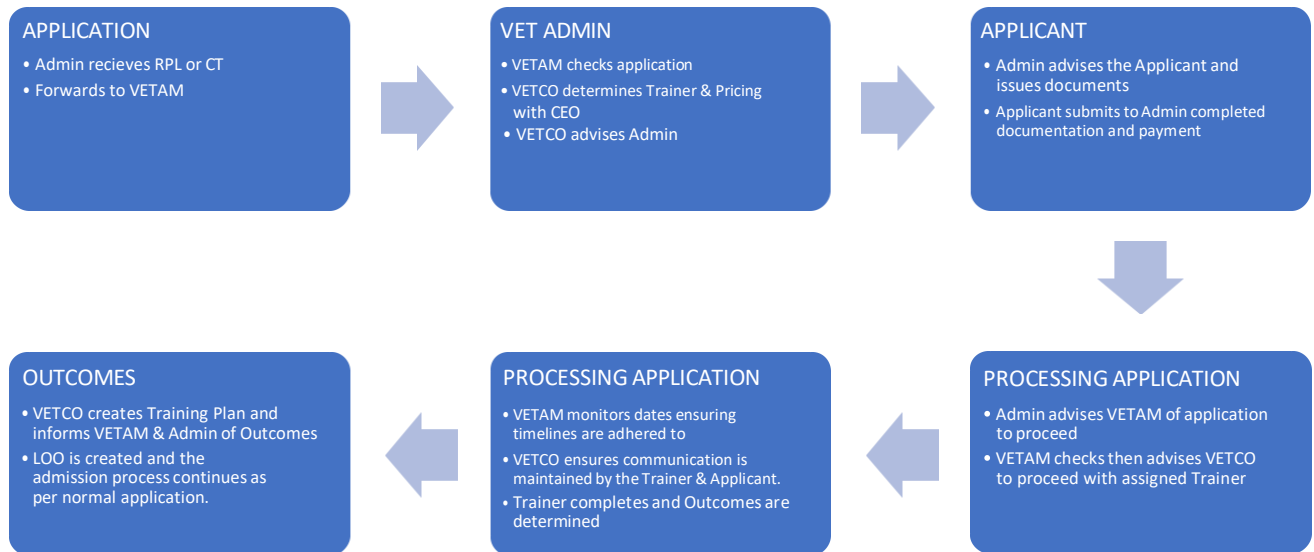 APPLICATION
• Admin recieves RPL or CT
• Forwards to VETAM
VET ADMIN
• VETAM checks application
• VETCO determines Trainer & Pricing
with CEO
• VETCO advises Admin
APPLICANT
• Admin advises the Applicant and
issues documents
• Applicant submits to Admin completed
documentation and payment
PROCESSING APPLICATION
• Admin advises VETAM of application
to proceed
• VETAM checks then advises VETCO
to proceed with assigned Trainer
PROCESSING APPLICATION
• VETAM monitors dates ensuring
timelines are adhered to
• VETCO ensures communication is
maintained by the Trainer & Applicant.
• Trainer completes and Outcomes are
determined
OUTCOMES
• VETCO creates Training Plan and
informs VETAM & Admin of Outcomes
• LOO is created and the
admission process continues as
per normal application.